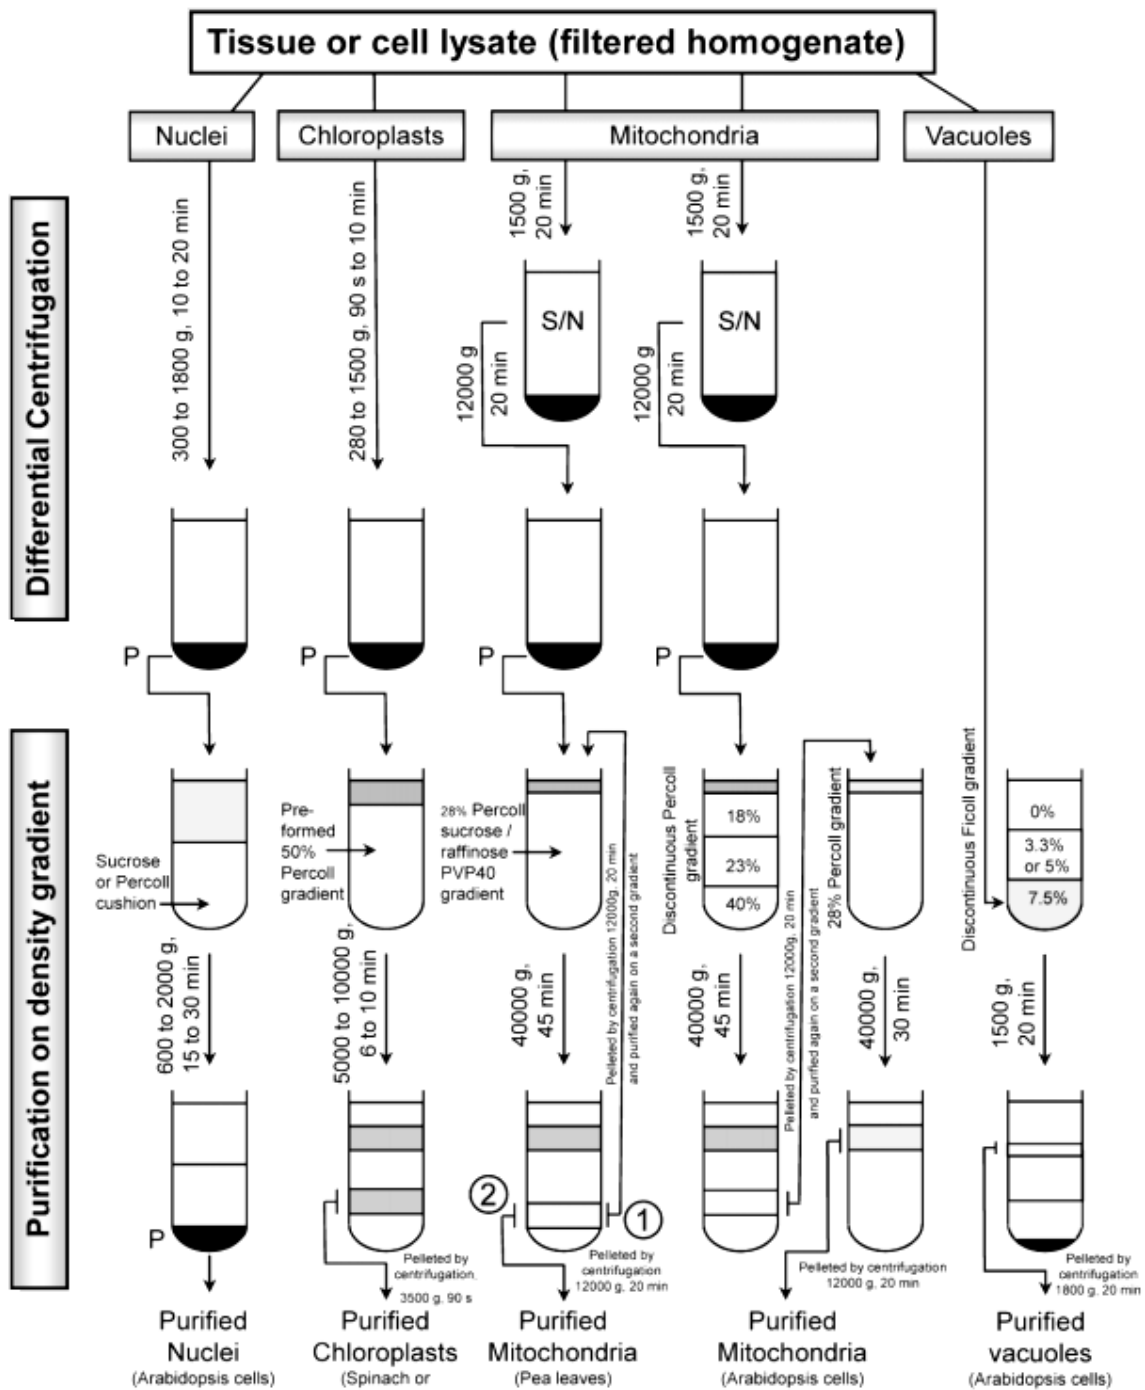 Tissue or cell lysate (filtered homogenate)
Nuclei
Chloroplasts
Mitochondria
Vacuoles
Differential Centrifugation
300 to 1800 g, 10 to 20 min
280 to 1500 g, 90 s to 10 min
1500 g,
20 min
1500 g,
20 min
S/N
S/N
12000 g
20 min
12000 g
20 min
P
P
P
P
Purification on density gradient
Sucrose
or Percoll
cushion
Pre-
formed
50%
Percoll
gradient
28% Percoll
sucrose /
raffinose
PVP40
gradient
Pelleted by centrifugation 12000g, 20 min
and purified again on a second gradient
Discontinuous Percoll
gradient
18%
23%
40%
Pelleted by centrifugation 12000g, 20 min
and purified again on a second gradient
28% Percoll gradient
Discontinuous Ficoll gradient
0%
3.3%
or 5%
7.5%
600 to 2000 g,
15 to 30 min
5000 to 10000 g,
6 to 10 min
40000 g,
45 min
40000 g,
45 min
40000 g,
30 min
1500 g,
20 min
P
2
1
Pelleted by
centrifugation,
3500 g, 90 s
Pelleted by
centrifugation
12000 g, 20 min
Pelleted by centrifugation
12000 g, 20 min
Pelleted by
centrifugation
1800 g, 20 min
Purified
Nuclei
(Arabidopsis cells)
Purified
Chloroplasts
(Spinach or
Purified
Mitochondria
(Pea leaves)
Purified
Mitochondria
(Arabidopsis cells)
Purified
vacuoles
(Arabidopsis cells)